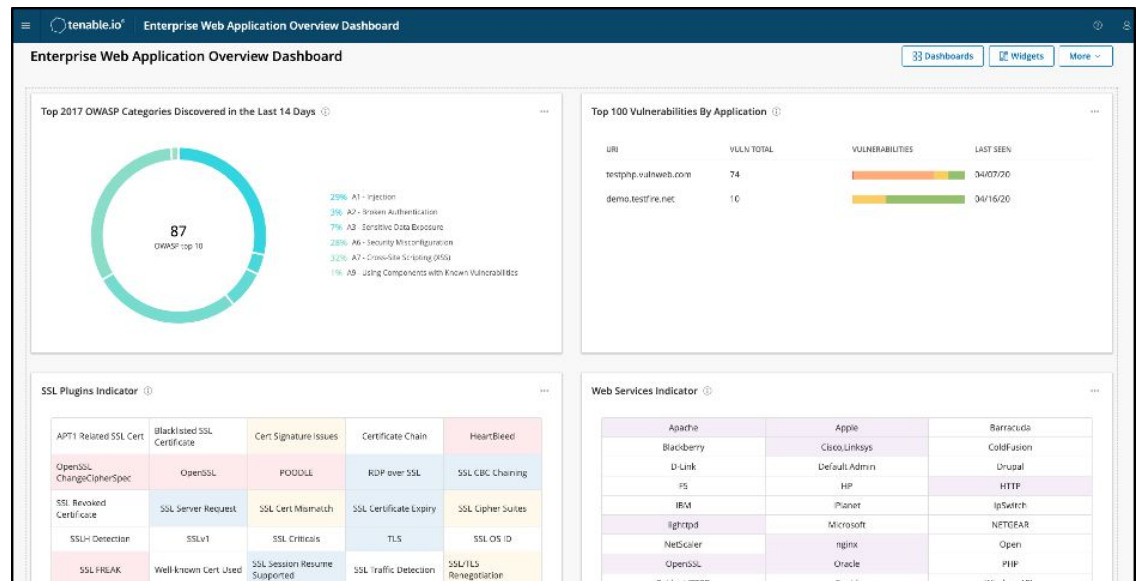 tenable.io
Enterprise Web Application Overview Dashboard
Enterprise Web Application Overview Dashboard
Dashboards
Widgets
More
Top 2017 OWASP Categories Discovered in the Last 14 Days
87
OWASP top 10
29% A1 - Injection
3% A2 - Broken Authentication
7% A3 - Sensitive Data Exposure
28% A6 - Security Misconfiguration
32% A7 - Cross-Site Scripting (XSS)
1% A9 - Using Components with Known Vulnerabilities
Top 100 Vulnerabilities By Application
URI VULN TOTAL VULNERABILITIES LAST SEEN
testphp.vulnweb.com 74 04/07/20
demo.testfire.net 10 04/16/20
SSL Plugins Indicator
APT1 Related SSL Cert
Blacklisted SSL
Certificate
Cert Signature Issues
Certificate Chain
HeartBleed
OpenSSL
ChangeCipherSpec
OpenSSL
POODLE
RDP over SSL
SSL CBC Chaining
SSL Revoked
Certificate
SSL Server Request
SSL Cert Mismatch
SSL Certificate Expiry
SSL Cipher Suites
SSLH Detection
SSLv1
SSL Criticals
TLS
SSL OS ID
SSL FREAK
Well-known Cert Used
SSL Session Resume
Supported
SSL Traffic Detection
SSL/TLS
Renegotiation
Web Services Indicator
Apache Apple Barracuda
Blackberry Cisco,Linksys ColdFusion
D-Link Default Admin Drupal
F5 HP HTTP
IBM iPlanet IpSwitch
lighttpd Microsoft NETGEAR
NetScaler nginx Open
OpenSSL Oracle PHP